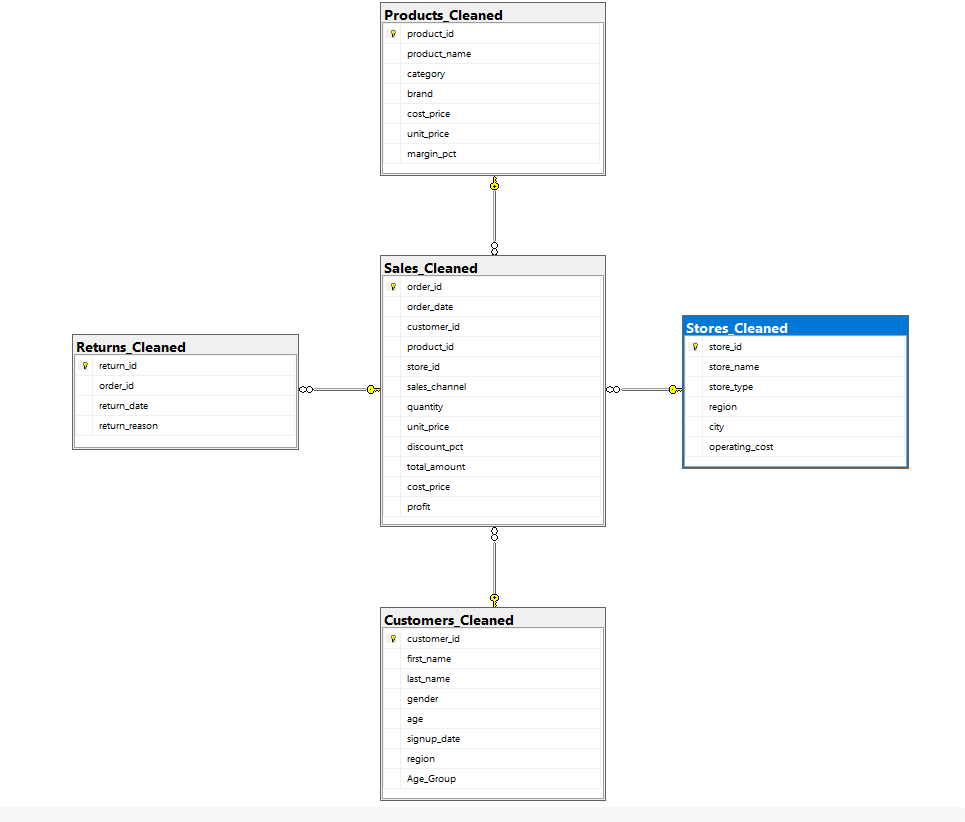 Products_Cleaned
product_id
product_name
category
brand
cost_price
unit_price
margin_pct
Sales_Cleaned
order_id
order_date
customer_id
product_id
store_id
sales_channel
quantity
unit_price
discount_pct
total_amount
cost_price
profit
Returns_Cleaned
return_id
order_id
return_date
return_reason
Stores_Cleaned
store_id
store_name
store_type
region
city
operating_cost
Customers_Cleaned
customer_id
first_name
last_name
gender
age
signup_date
region
Age_Group